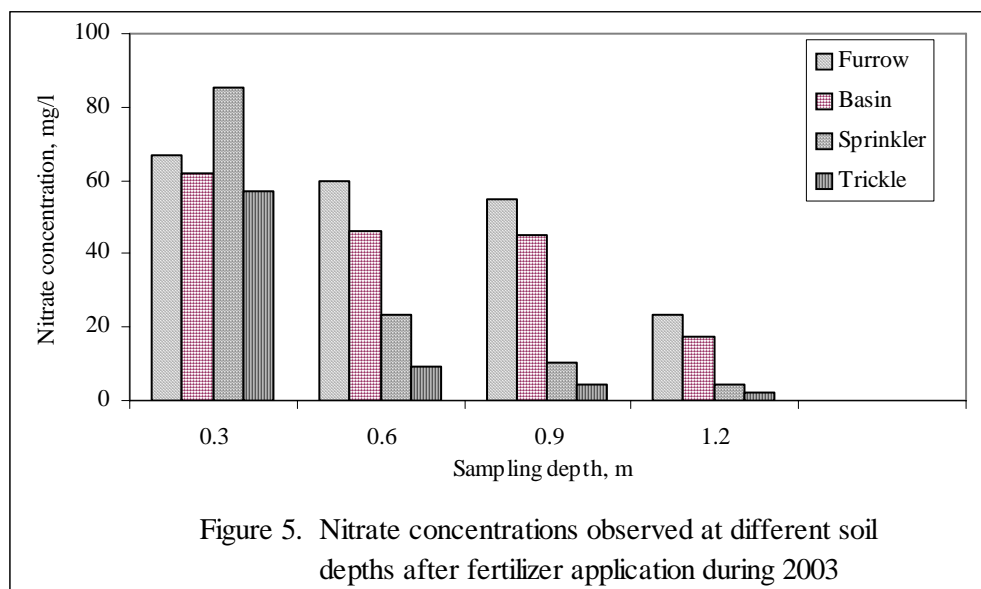 100
80
60
40
20
0
Nitrate concentration, mg/l
Furrow
Basin
Sprinkler
Trickle
0.3 0.6 0.9 1.2
Sampling depth, m
Figure 5. Nitrate concentrations observed at different soil
depths after fertilizer application during 2003